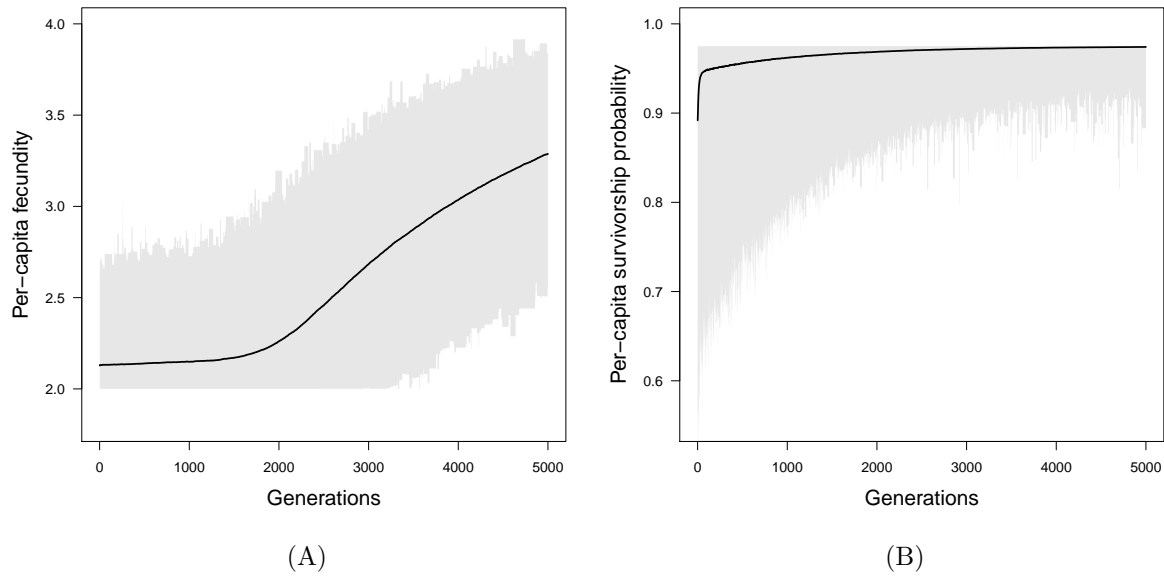 4.0
3.5
3.0
2.5
2.0
Per−capita fecundity
0 1000 2000 3000 4000 5000
Generations
(A)
1.0
0.9
0.8
0.7
0.6
Per−capita survivorship probability
0 1000 2000 3000 4000 5000
Generations
(B)